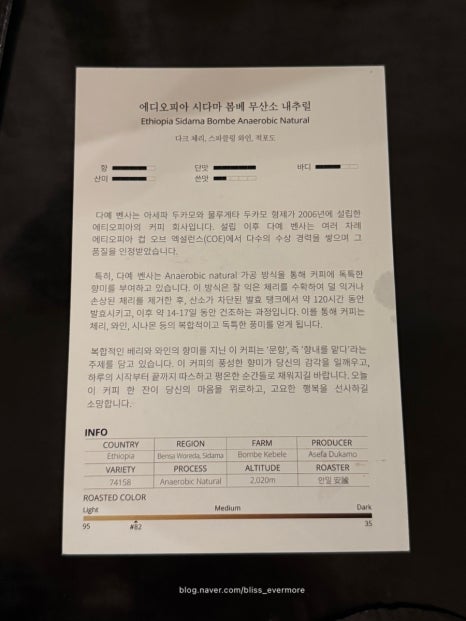 에디오피아 시다마 봄베 무산소 내추럴
Ethiopia Sidama Bombe Anaerobic Natural
다크 체리, 스파클링 와인, 적포도
향 단맛 바디
산미 쓴맛
다예 벤사는 아세파 두카모와 물루게타 두카모 형제가 2006년에 설립한
에티오피아의 커피 회사입니다. 설립 이후 다예 벤사는 여러 차례
에티오피아 컵 오브 엑설런스(COE)에서 다수의 수상 경력을 쌓으며 그
품질을 인정받았습니다.
특히, 다예 벤사는 Anaerobic natural 가공 방식을 통해 커피에 독특한
향미를 부여하고 있습니다. 이 방식은 잘 익은 체리를 수확하여 덜 익거나
손상된 체리를 제거한 후, 산소가 차단된 발효 탱크에서 약 120시간 동안
발효시키고, 이후 약 14-17일 동안 건조하는 과정입니다. 이를 통해 커피는
체리, 와인, 시나몬 등의 복합적이고 독특한 풍미를 얻게 됩니다.
복합적인 베리와 와인의 향미를 지닌 이 커피는 '문향', 즉 '향내를 맡다'라는
주제를 담고 있습니다. 이 커피의 풍성한 향미가 당신의 감각을 일깨우고,
하루의 시작부터 끝까지 따스하고 평온한 순간들로 채워지길 바랍니다. 오늘
이 커피 한 잔이 당신의 마음을 위로하고, 고요한 행복을 선사하길
소망합니다.
INFO
COUNTRY REGION FARM PRODUCER
Ethiopia Bensa Woreda, Sidama Bombe Kebele Asefa Dukamo
VARIETY PROCESS ALTITUDE ROASTER
74158 Anaerobic Natural 2,020m 안밀 安謐
ROASTED COLOR
Light Medium Dark
95 #82 35
blog.naver.com/bliss_evermore